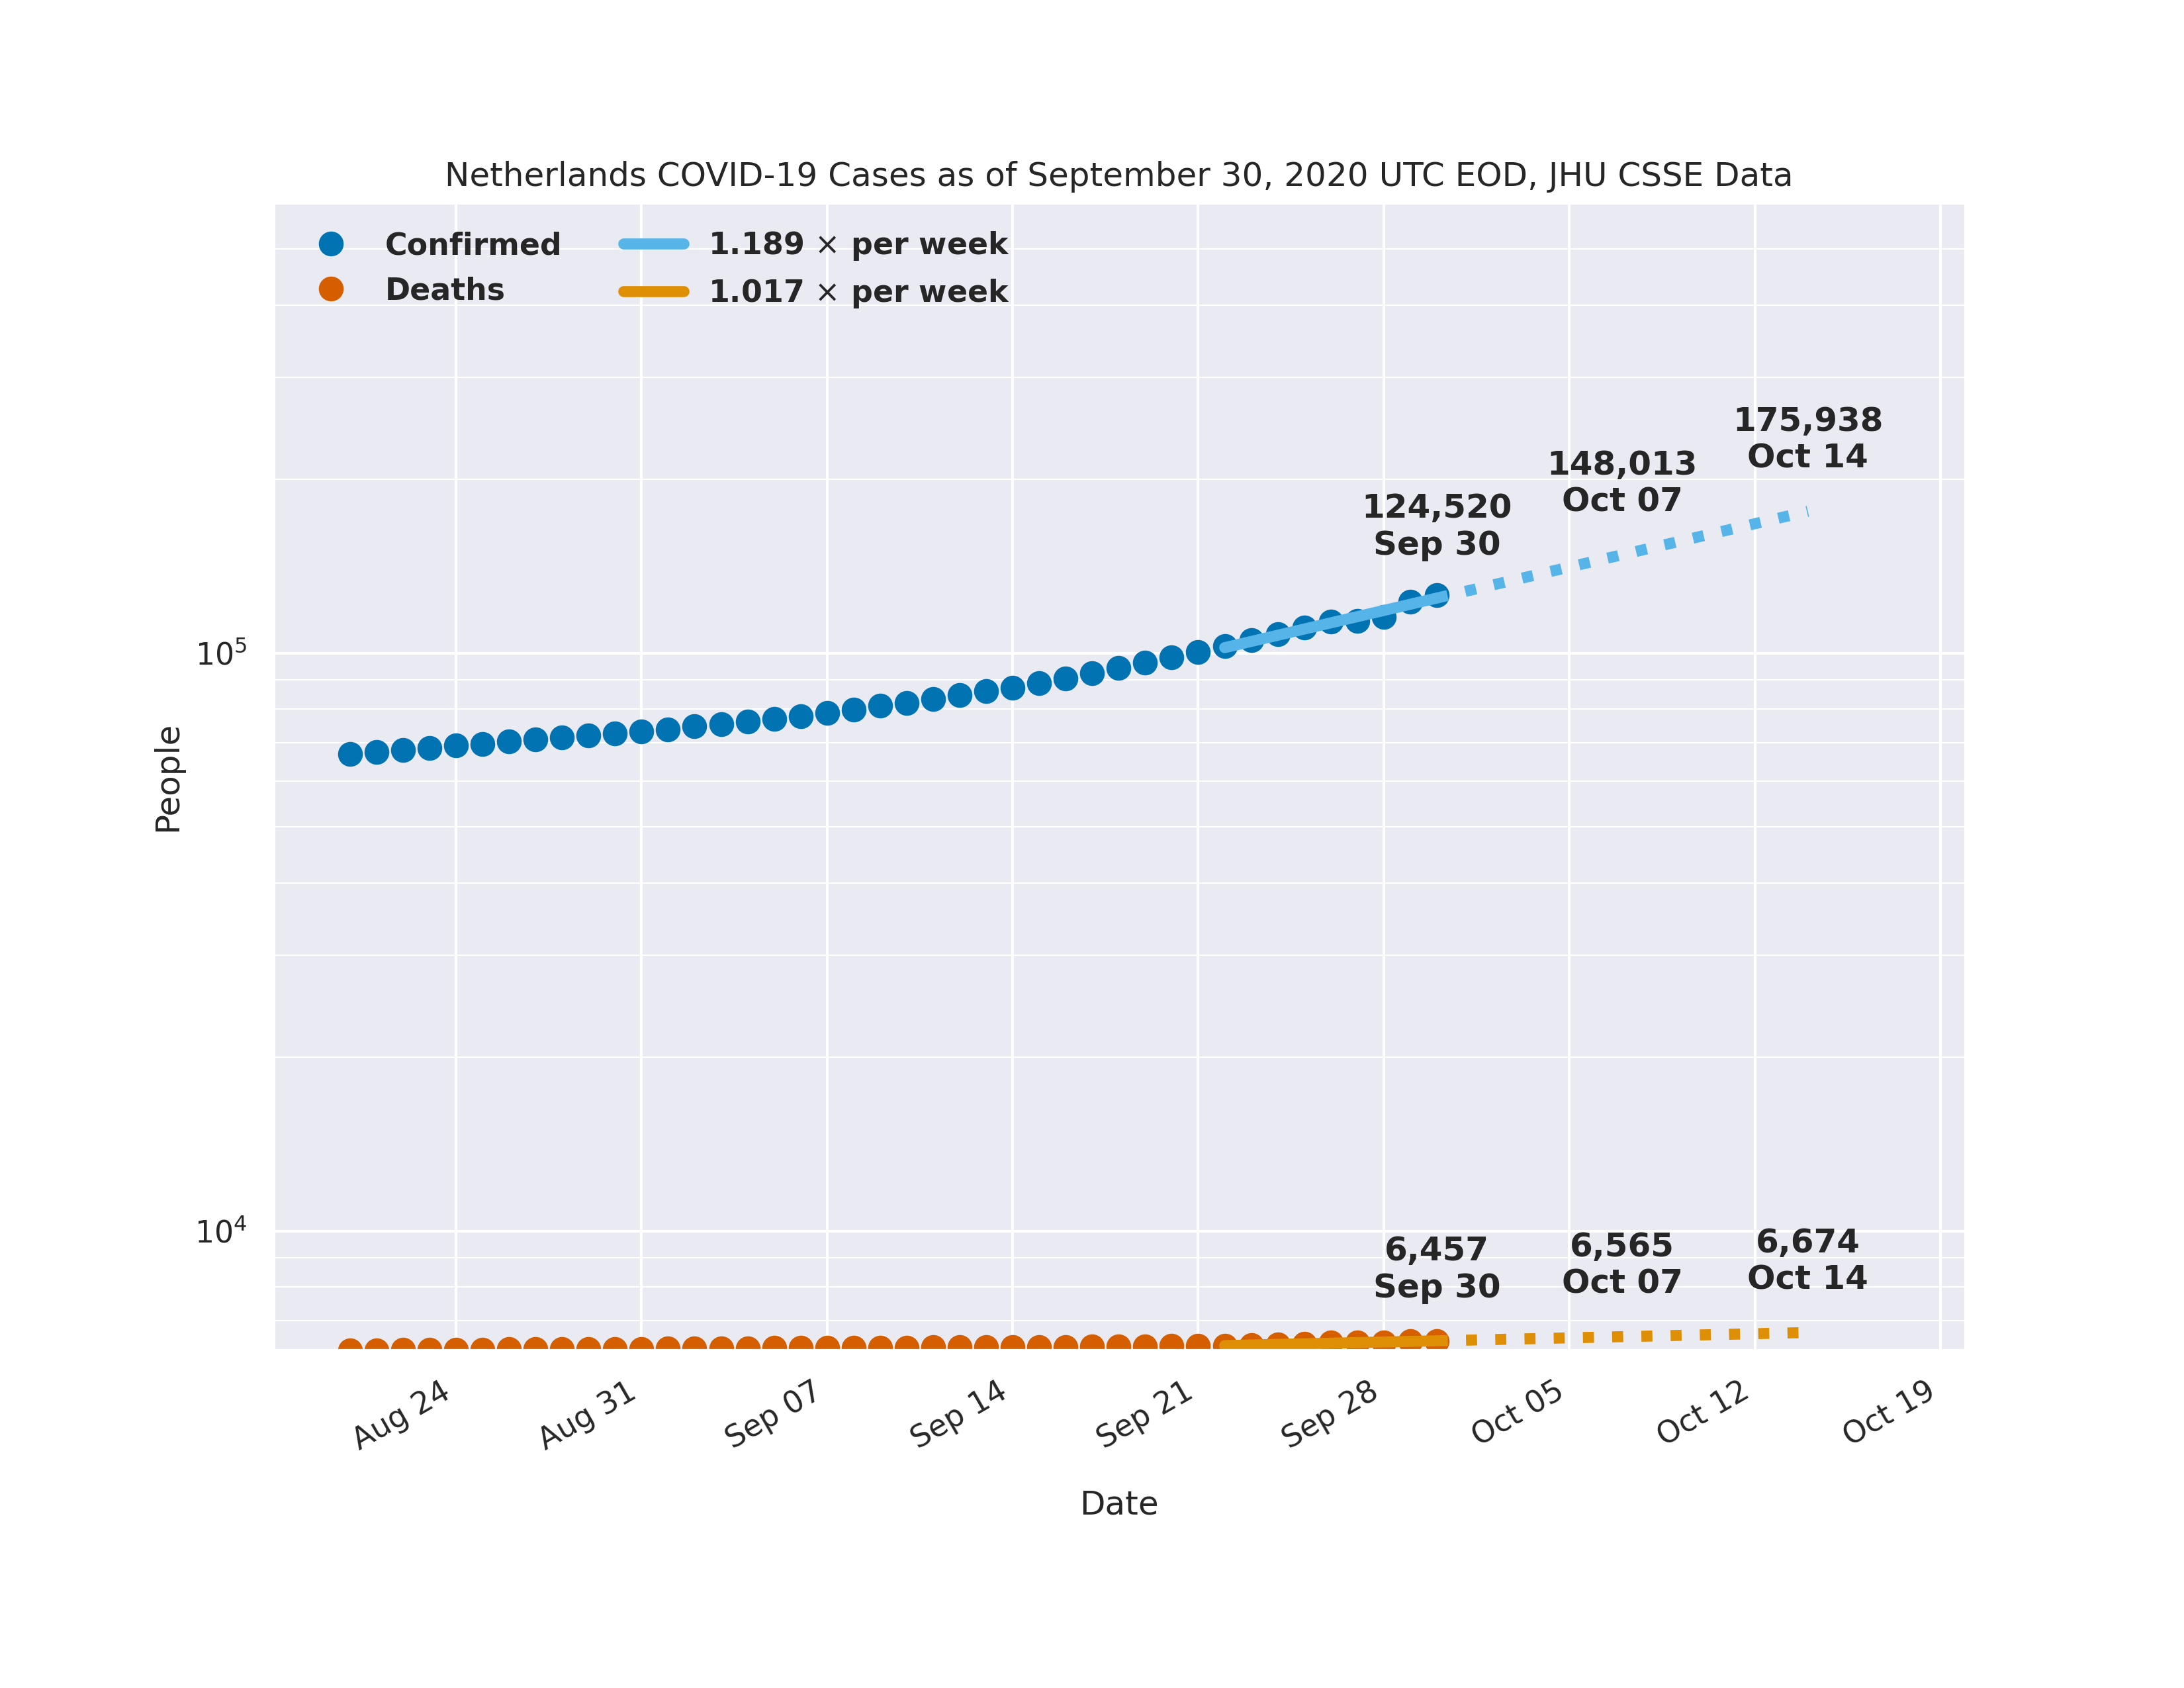 Netherlands COVID-19 Cases as of September 30, 2020 UTC EOD, JHU CSSE Data
Confirmed
Deaths
1.189 × per week
1.017 × per week
175,938
Oct 14
148,013
Oct 07
124,520
Sep 30
10⁵
People
10⁴
6,457
Sep 30
6,565
Oct 07
6,674
Oct 14
Aug 24
Aug 31
Sep 07
Sep 14
Sep 21
Sep 28
Oct 05
Oct 12
Oct 19
Date